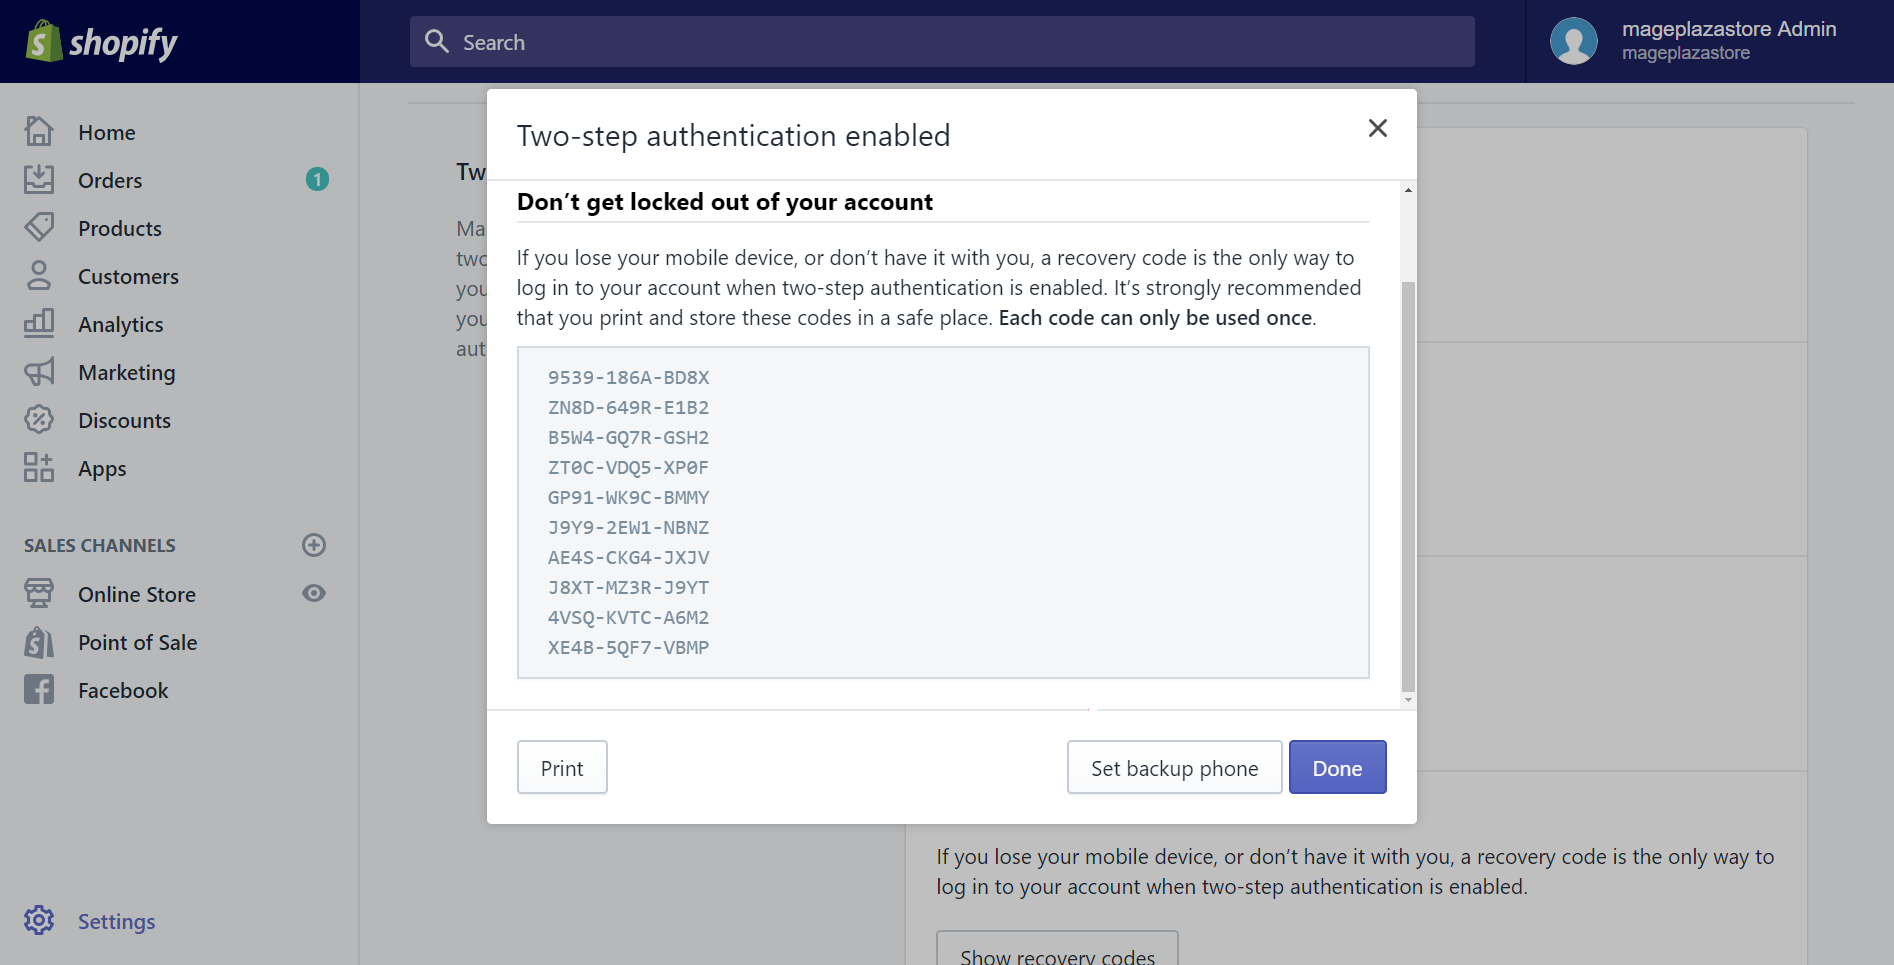 shopify
Search
mageplazastore Admin
mageplazastore
Home
Orders
1
Products
Customers
Analytics
Marketing
Discounts
Apps
SALES CHANNELS
Online Store
Point of Sale
Facebook
Settings
Tw
Ma
two
you
you
aut
Two-step authentication enabled
Don’t get locked out of your account
If you lose your mobile device, or don’t have it with you, a recovery code is the only way to
log in to your account when two-step authentication is enabled. It’s strongly recommended
that you print and store these codes in a safe place. Each code can only be used once.
9539-186A-BD8X
ZN8D-649R-E1B2
B5W4-GQ7R-GSH2
ZT0C-VDQ5-XP0F
GP91-WK9C-BMMY
J9Y9-2EW1-NBNZ
AE4S-CKG4-JXJV
J8XT-MZ3R-J9YT
4VSQ-KVTC-A6M2
XE4B-5QF7-VBMP
Print
Set backup phone
Done
If you lose your mobile device, or don’t have it with you, a recovery code is the only way to
log in to your account when two-step authentication is enabled.
Show recovery codes